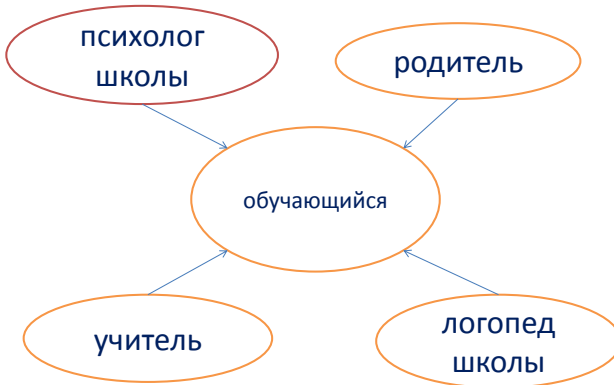 психолог
школы
родитель
обучающийся
учитель
логопед
школы